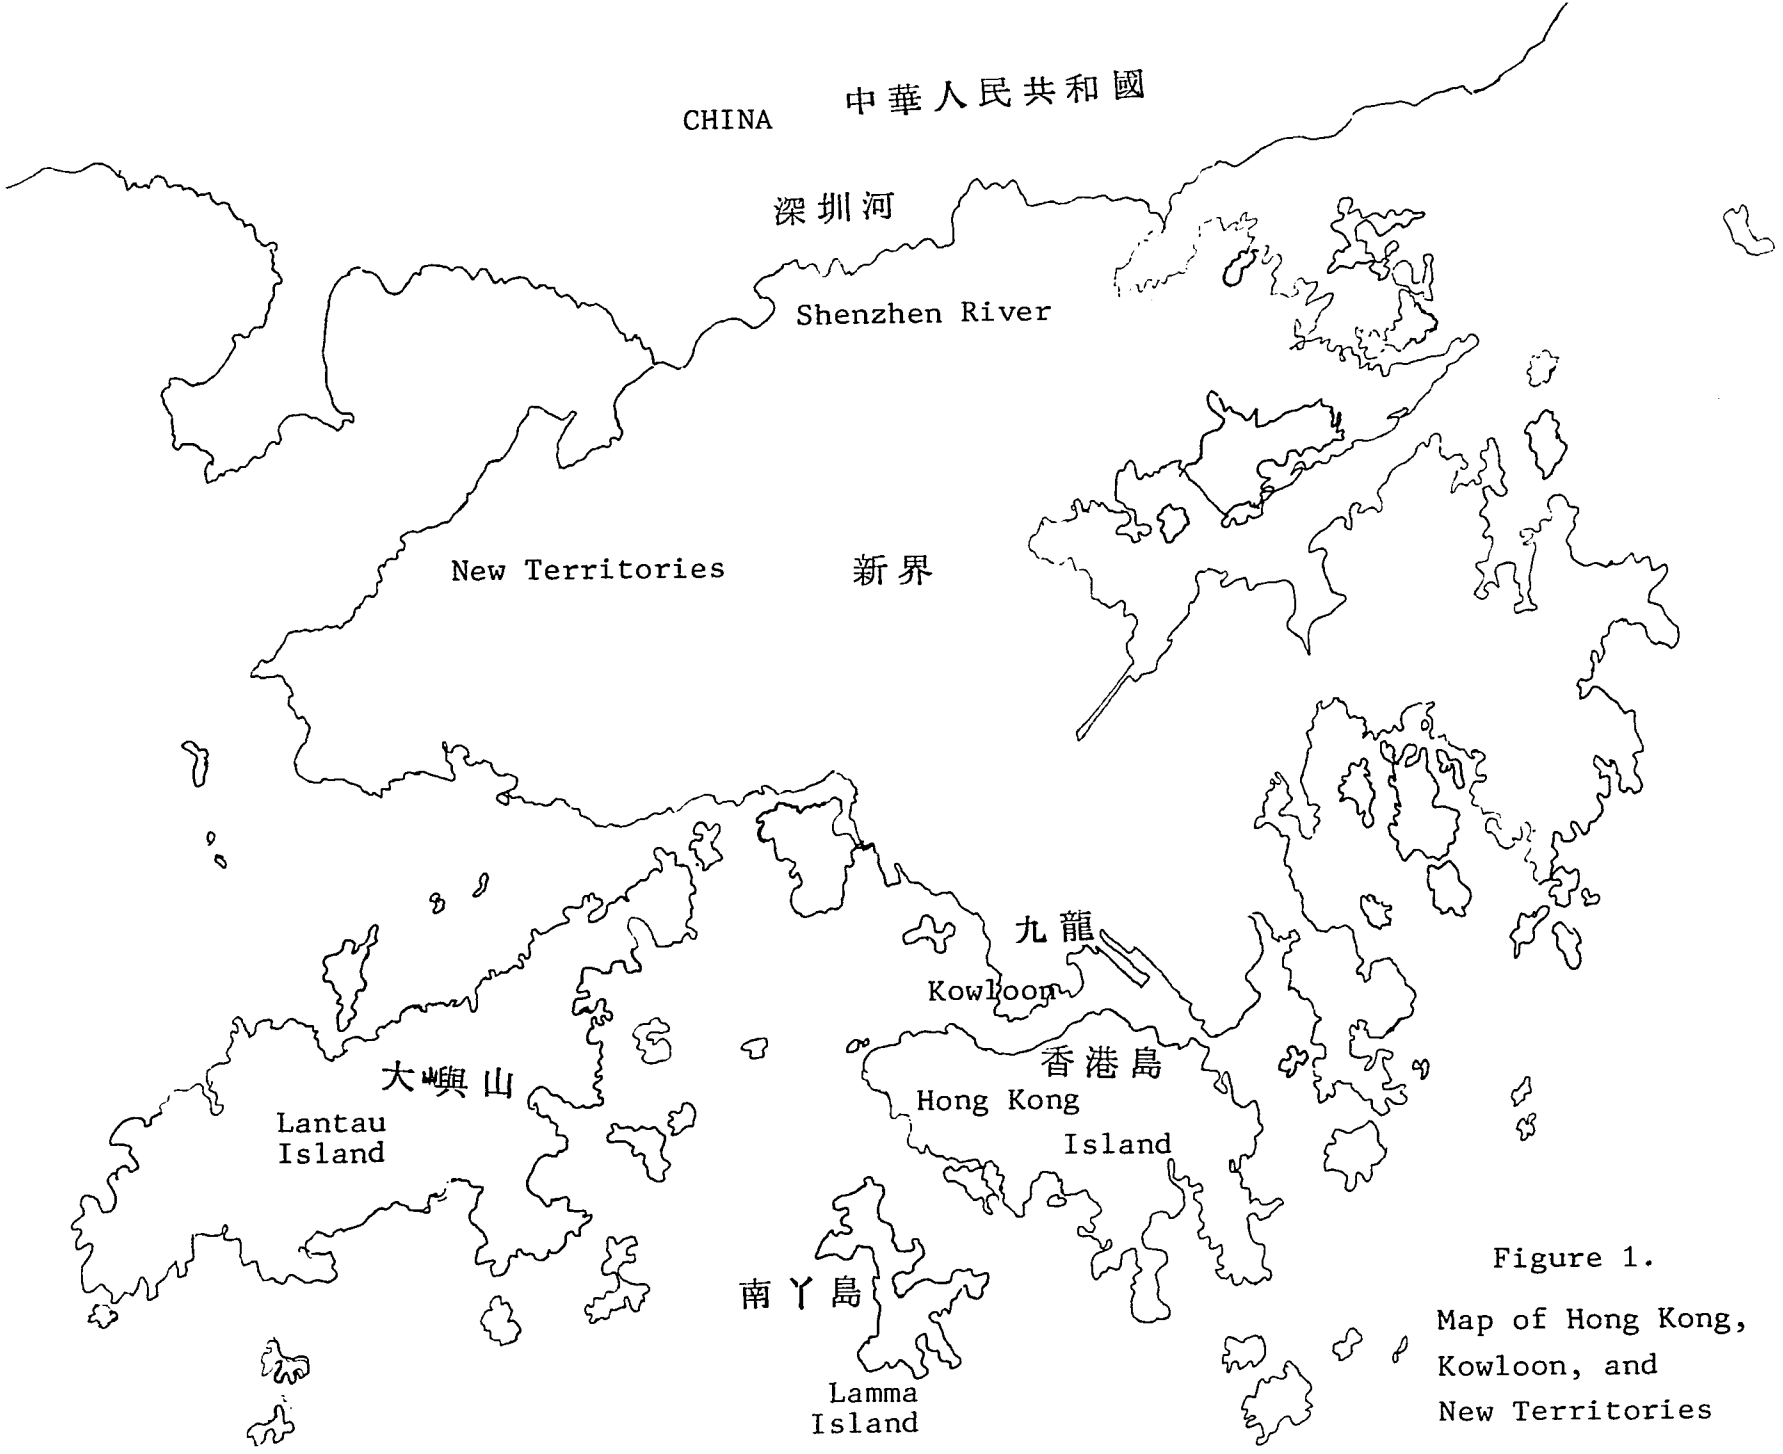 CHINA 中華人民共和國
深圳河
Shenzhen River
New Territories 新界
九龍
Kowloon
香港島
Hong Kong
Island
大嶼山
Lantau
Island
南丫島
Lamma
Island
Figure 1.
Map of Hong Kong,
Kowloon, and
New Territories